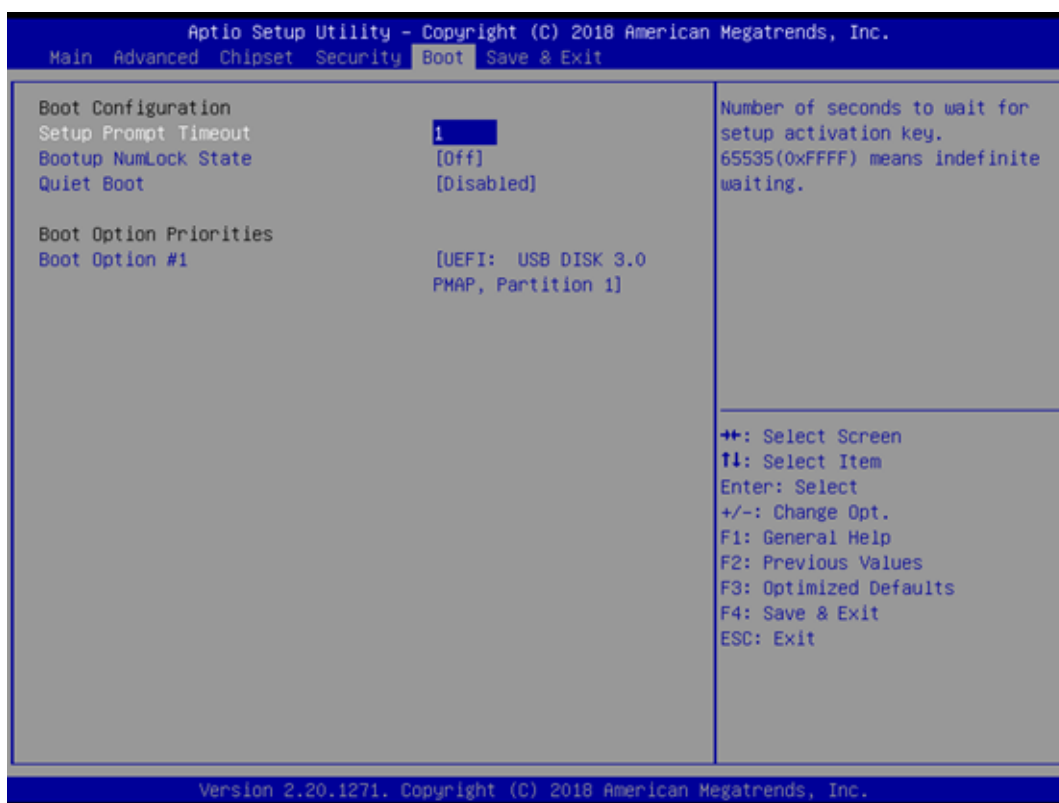 Aptio Setup Utility – Copyright (C) 2018 American Megatrends, Inc.
Main Advanced Chipset Security Boot Save & Exit
Boot Configuration
Setup Prompt Timeout 1
Bootup NumLock State [Off]
Quiet Boot [Disabled]
Boot Option Priorities
Boot Option #1 [UEFI: USB DISK 3.0
PMAP, Partition 1]
Number of seconds to wait for
setup activation key.
65535(0xFFFF) means indefinite
waiting.
→←: Select Screen
↑↓: Select Item
Enter: Select
+/-: Change Opt.
F1: General Help
F2: Previous Values
F3: Optimized Defaults
F4: Save & Exit
ESC: Exit
Version 2.20.1271. Copyright (C) 2018 American Megatrends, Inc.